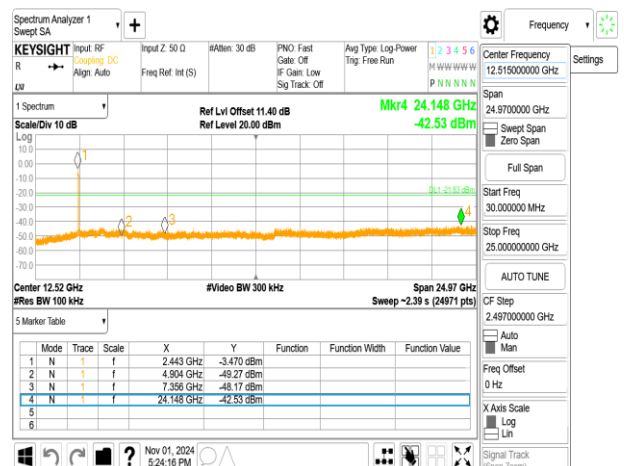 Spectrum Analyzer 1
Swept SA
+
Frequency
KEYSIGHT
R
Input: RF
Coupling: DC
Align: Auto
Input Z: 50 Ω
Freq Ref: Int (S)
#Atten: 30 dB
PNO: Fast
Gate: Off
IF Gain: Low
Sig Track: Off
Avg Type: Log-Power
Trig: Free Run
1 2 3 4 5 6
M W W W W W
P N N N N N
Settings
Center Frequency
12.515000000 GHz
Span
24.9700000 GHz
Swept Span
Zero Span
Full Span
Start Freq
30.000000 MHz
Stop Freq
25.000000000 GHz
AUTO TUNE
CF Step
2.497000000 GHz
Auto
Man
Freq Offset
0 Hz
X Axis Scale
Log
Lin
Signal Track
1 Spectrum
Scale/Div 10 dB
Log
Ref Lvl Offset 11.40 dB
Ref Level 20.00 dBm
Mkr4 24.148 GHz
-42.53 dBm
10.0
0.00
-10.0
-20.0
-30.0
-40.0
-50.0
-60.0
-70.0
1
2
3
4
DL1 -21.83 dBm
Center 12.52 GHz
#Res BW 100 kHz
#Video BW 300 kHz
Span 24.97 GHz
Sweep ~2.39 s (24971 pts)
5 Marker Table
Mode Trace Scale X Y Function Function Width Function Value
1 N 1 f 2.443 GHz -3.470 dBm
2 N 1 f 4.904 GHz -49.27 dBm
3 N 1 f 7.356 GHz -48.17 dBm
4 N 1 f 24.148 GHz -42.53 dBm
5
6
?
Nov 01, 2024
5:24:16 PM